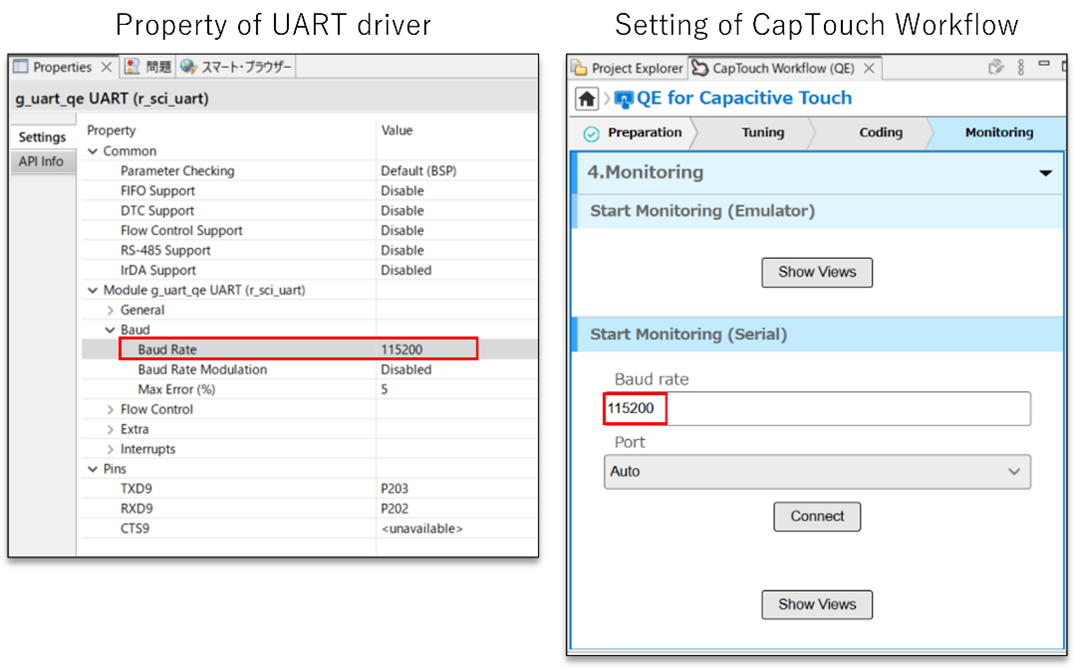 Property of UART driver
Properties
問題
スマート・ブラウザー
g_uart_qe UART (r_sci_uart)
Settings
API Info
Property Value
Common
Parameter Checking Default (BSP)
FIFO Support Disable
DTC Support Disable
Flow Control Support Disable
RS-485 Support Disable
IrDA Support Disabled
Module g_uart_qe UART (r_sci_uart)
General
Baud
Baud Rate 115200
Baud Rate Modulation Disabled
Max Error (%) 5
Flow Control
Extra
Interrupts
Pins
TXD9 P203
RXD9 P202
CTS9 <unavailable>
Setting of CapTouch Workflow
Project Explorer
CapTouch Workflow (QE)
QE for Capacitive Touch
Preparation
Tuning
Coding
Monitoring
4.Monitoring
Start Monitoring (Emulator)
Show Views
Start Monitoring (Serial)
Baud rate
115200
Port
Auto
Connect
Show Views